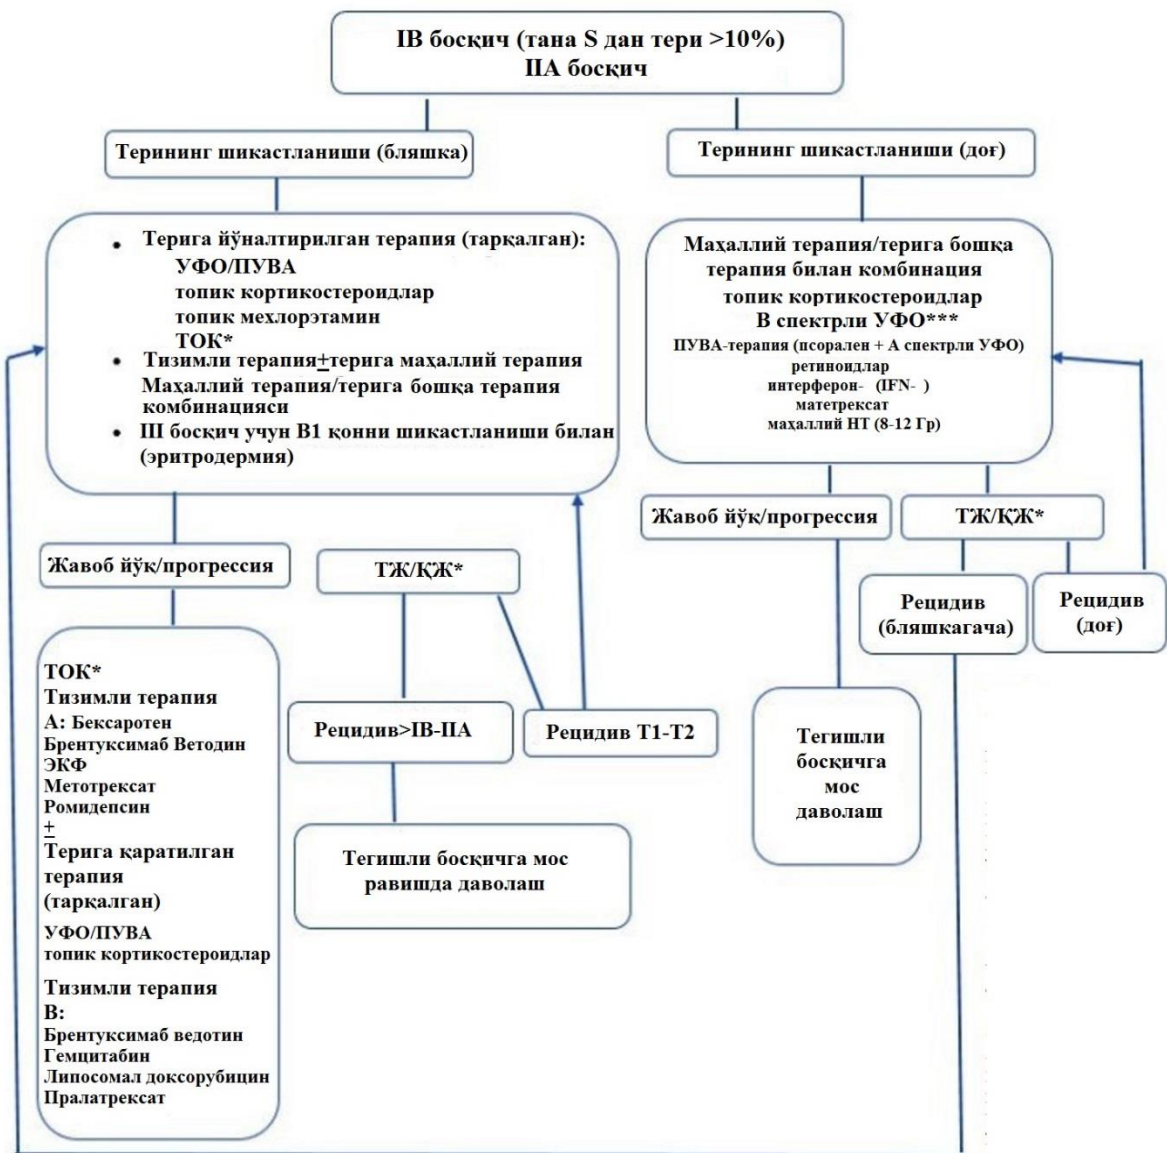 IB босқич (тана S дан тери >10%)
IIA босқич
Терининг шикастланиши (бляшка)
Терининг шикастланиши (доғ)
• Терига йўналтирилган терапия (тарқалган):
УФО/ПУВА
топик кортикостероидлар
топик мехлорэтамин
ТОК*
• Тизимли терапия±терига маҳаллий терапия
Маҳаллий терапия/терига бошқа терапия
комбинацияси
• III босқич учун B1 қонни шикастланиши билан
(эритродермия)
Маҳаллий терапия/терига бошқа
терапия билан комбинация
топик кортикостероидлар
В спектрли УФО***
ПУВА-терапия (псорален + А спектрли УФО)
ретиноидлар
интерферон- (IFN- )
матетрексат
маҳаллий НТ (8-12 Гр)
Жавоб йўқ/прогрессия
ТЖ/ҚЖ*
Жавоб йўқ/прогрессия
ТЖ/ҚЖ*
Рецидив
(бляшкагача)
Рецидив
(доғ)
ТОК*
Тизимли терапия
А: Бексаротен
Брентуксимаб Ветодин
ЭКФ
Метотрексат
Ромидепсин
±
Терига қаратилган
терапия
(тарқалган)
УФО/ПУВА
топик кортикостероидлар
Тизимли терапия
В:
Брентуксимаб ведотин
Гемцитабин
Липосомал доксорубицин
Пралатрексат
Рецидив>IB-IIA
Рецидив Т1-Т2
Тегишли босқичга мос
равишда даволаш
Тегишли
босқичга
мос
даволаш